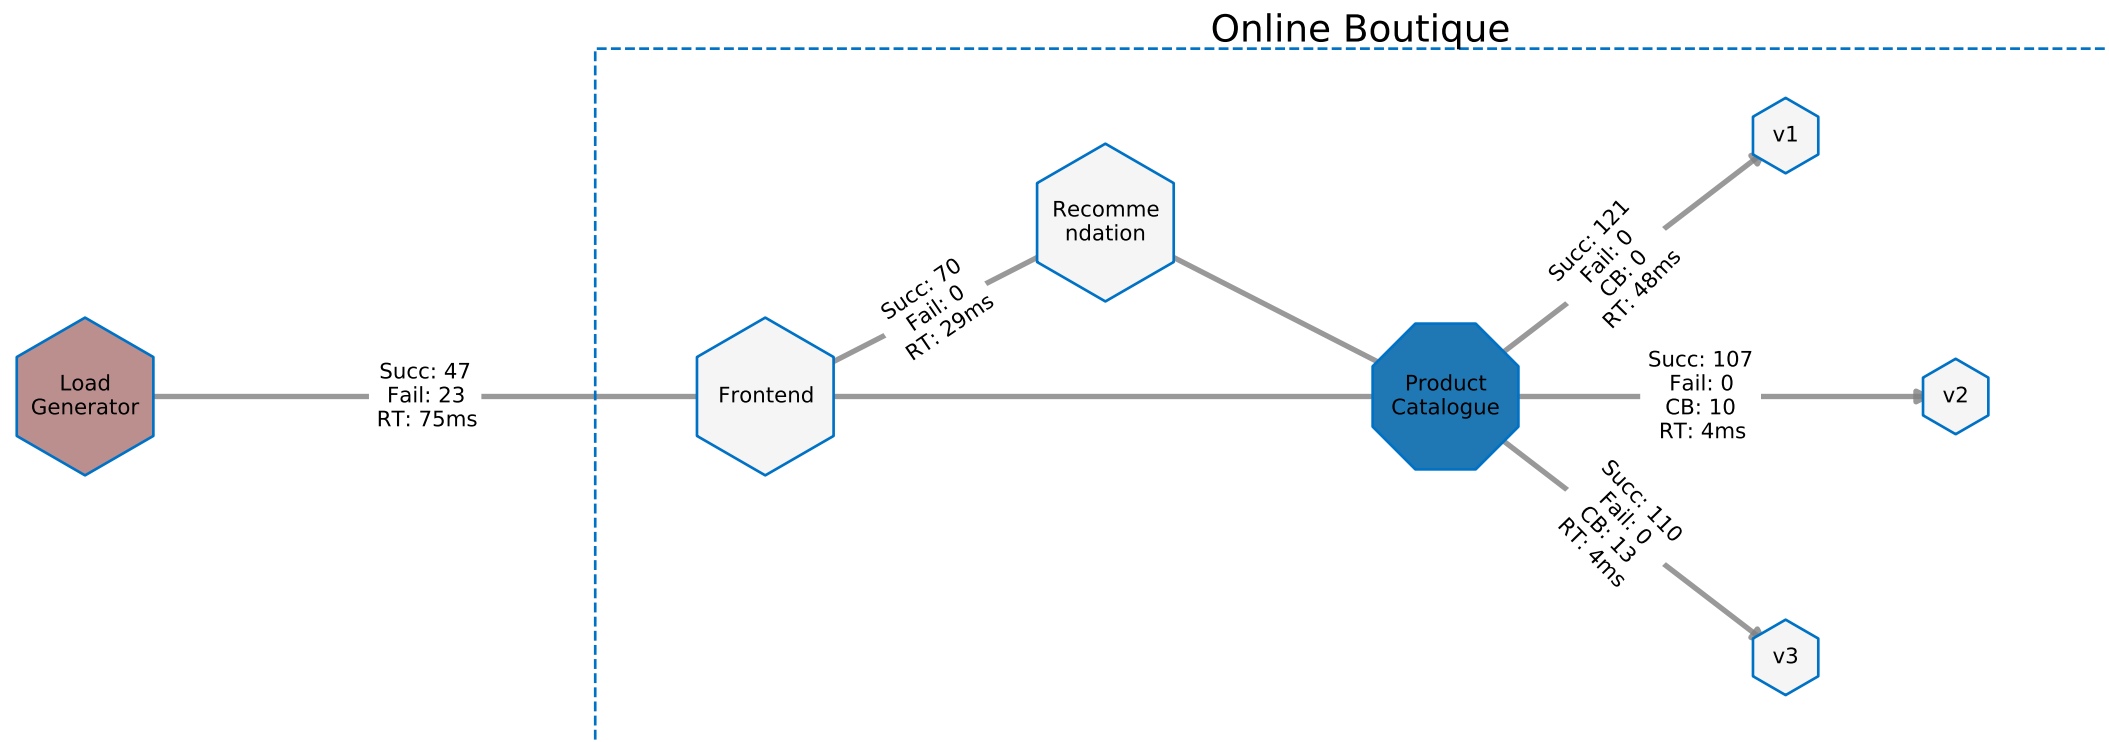 Online Boutique
Load
Generator
Succ: 47
Fail: 23
RT: 75ms
Frontend
Succ: 70
Fail: 0
RT: 29ms
Recomme
ndation
Product
Catalogue
Succ: 121
Fail: 0
CB: 0
RT: 48ms
v1
Succ: 107
Fail: 0
CB: 10
RT: 4ms
v2
Succ: 110
Fail: 0
CB: 13
RT: 4ms
v3